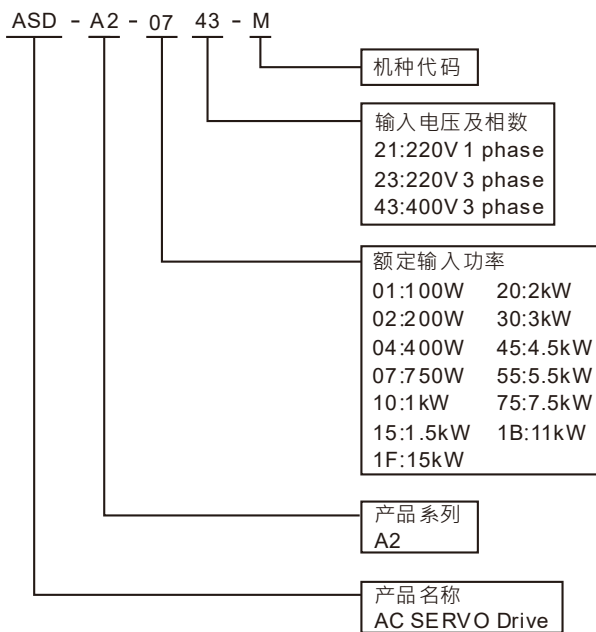 ASD - A2 - 07 43 - M
机种代码
输入电压及相数
21:220V 1 phase
23:220V 3 phase
43:400V 3 phase
额定输入功率
01:100W 20:2kW
02:200W 30:3kW
04:400W 45:4.5kW
07:750W 55:5.5kW
10:1kW 75:7.5kW
15:1.5kW 1B:11kW
1F:15kW
产品系列
A2
产品名称
AC SERVO Drive